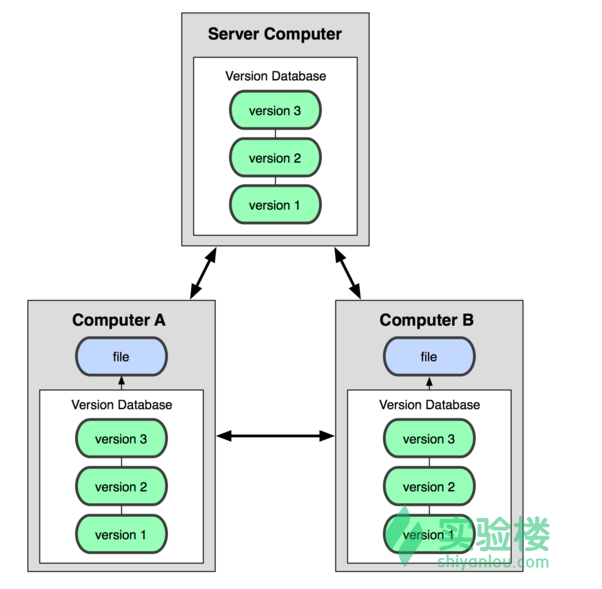 Server Computer
Version Database
version 3
version 2
version 1
Computer A
file
Version Database
version 3
version 2
version 1
Computer B
file
Version Database
version 3
version 2
version 1
实验楼
shiyanlou.com